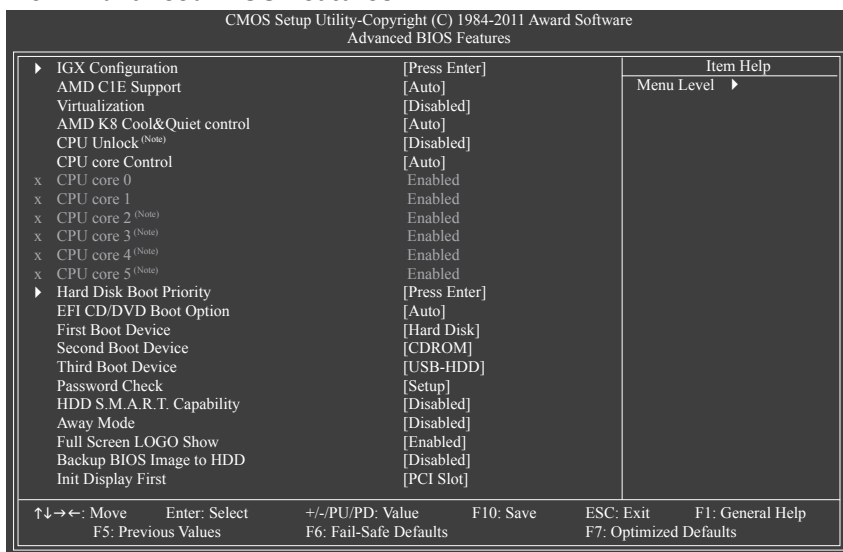 CMOS Setup Utility-Copyright (C) 1984-2011 Award Software
Advanced BIOS Features
▶ IGX Configuration [Press Enter]
AMD C1E Support [Auto]
Virtualization [Disabled]
AMD K8 Cool&Quiet control [Auto]
CPU Unlock (Note) [Disabled]
CPU core Control [Auto]
x CPU core 0 Enabled
x CPU core 1 Enabled
x CPU core 2 (Note) Enabled
x CPU core 3 (Note) Enabled
x CPU core 4 (Note) Enabled
x CPU core 5 (Note) Enabled
▶ Hard Disk Boot Priority [Press Enter]
EFI CD/DVD Boot Option [Auto]
First Boot Device [Hard Disk]
Second Boot Device [CDROM]
Third Boot Device [USB-HDD]
Password Check [Setup]
HDD S.M.A.R.T. Capability [Disabled]
Away Mode [Disabled]
Full Screen LOGO Show [Enabled]
Backup BIOS Image to HDD [Disabled]
Init Display First [PCI Slot]
Item Help
Menu Level ▶
↑↓→←: Move Enter: Select +/-/PU/PD: Value F10: Save ESC: Exit F1: General Help
F5: Previous Values F6: Fail-Safe Defaults F7: Optimized Defaults